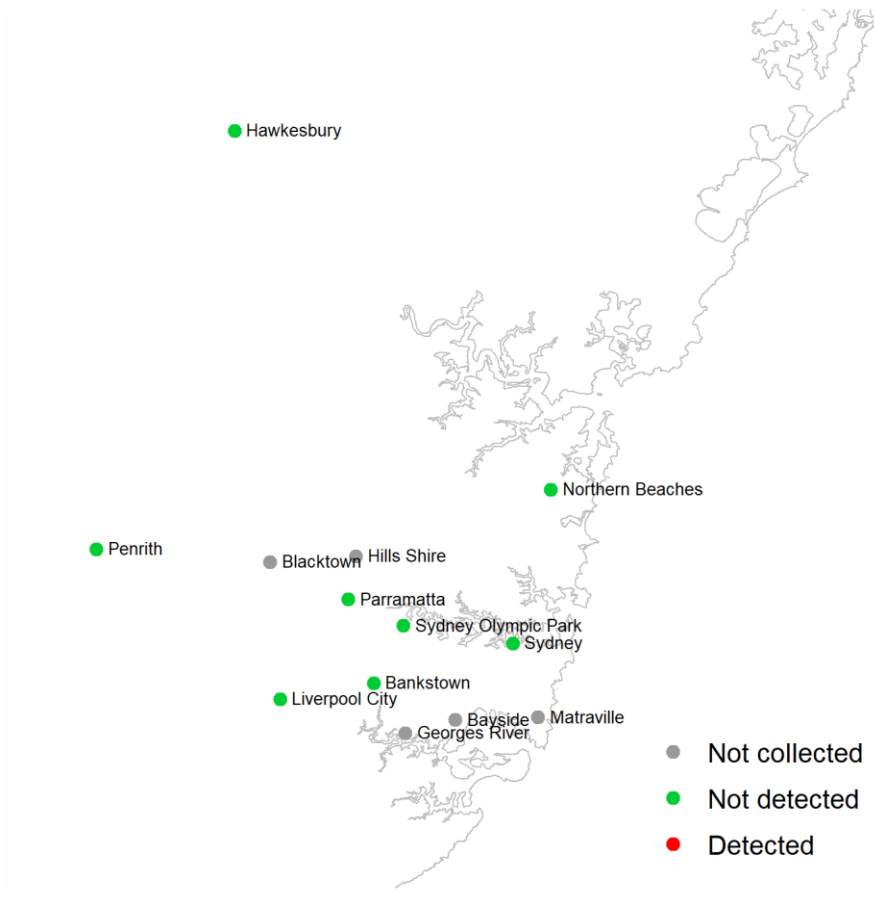 Hawkesbury
Northern Beaches
Penrith
Hills Shire
Blacktown
Parramatta
Sydney Olympic Park
Sydney
Bankstown
Liverpool City
Matraville
Bayside
Georges River
Not collected
Not detected
Detected